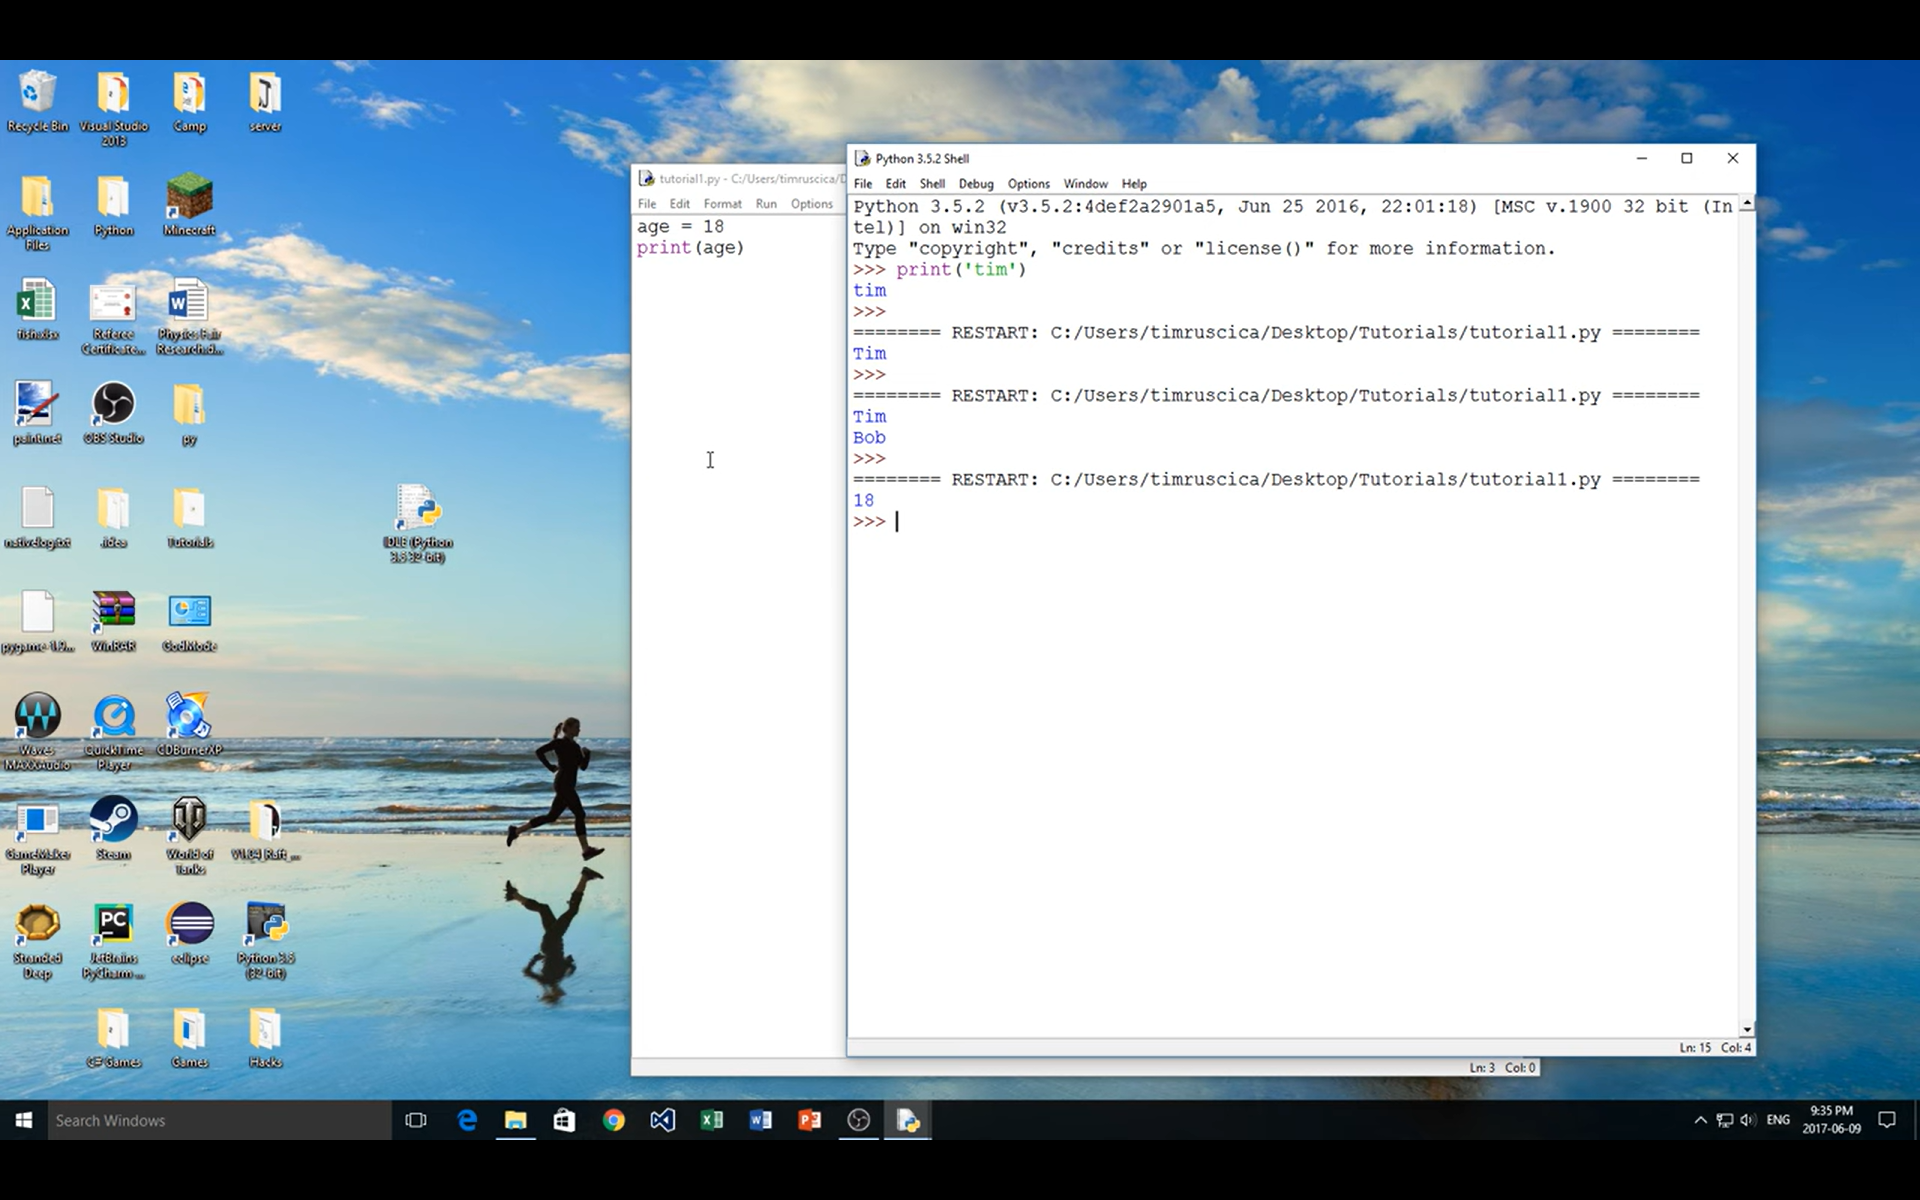 Recycle Bin
Visual Studio 2013
Camp
server
Application Files
Python
Minecraft
fish.xlsx
Referee Certificate...
Physics Fair Research.d...
paint.net
OBS Studio
py
nativelog.txt
.idea
Tutorials
IDLE (Python 3.5 32-bit)
pygame-1.9...
WinRAR
GodMode
Waves MAXXAudio
QuickTime Player
CDBurnerXP
GameMaker Player
Steam
World of Tanks
V1.04 Raft_...
Stranded Deep
JetBrains PyCharm ...
eclipse
Python 3.5 (32-bit)
C# Games
Games
Hacks
tutorial1.py - C:/Users/timruscica/D
File Edit Format Run Options
age = 18
print(age)
Ln: 3 Col: 0
Python 3.5.2 Shell
File Edit Shell Debug Options Window Help
Python 3.5.2 (v3.5.2:4def2a2901a5, Jun 25 2016, 22:01:18) [MSC v.1900 32 bit (In
tel)] on win32
Type "copyright", "credits" or "license()" for more information.
>>> print('tim')
tim
>>>
======== RESTART: C:/Users/timruscica/Desktop/Tutorials/tutorial1.py ========
Tim
>>>
======== RESTART: C:/Users/timruscica/Desktop/Tutorials/tutorial1.py ========
Tim
Bob
>>>
======== RESTART: C:/Users/timruscica/Desktop/Tutorials/tutorial1.py ========
18
>>>
Ln: 15 Col: 4
Search Windows
ENG
9:35 PM
2017-06-09